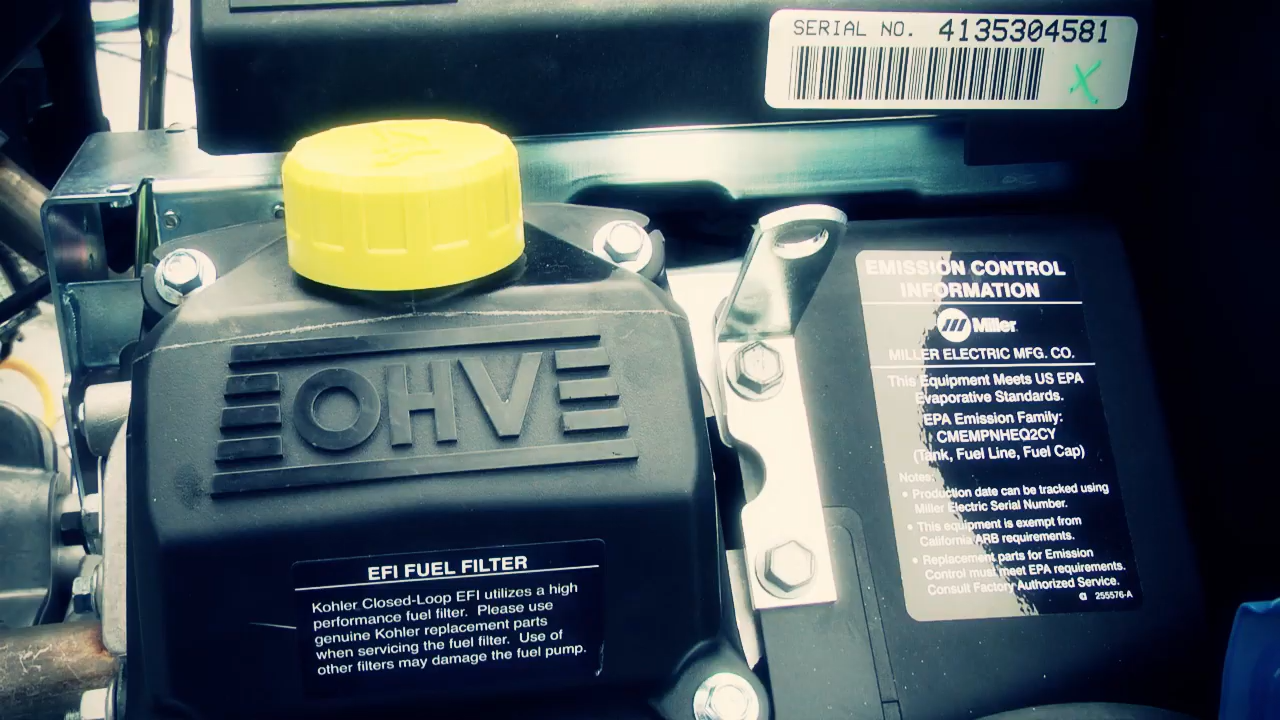 SERIAL NO. 4135304581
X
OHV
EFI FUEL FILTER
Kohler Closed-Loop EFI utilizes a high
performance fuel filter. Please use
genuine Kohler replacement parts
when servicing the fuel filter. Use of
other filters may damage the fuel pump.
EMISSION CONTROL
INFORMATION
Miller
MILLER ELECTRIC MFG. CO.
This Equipment Meets US EPA
Evaporative Standards.
EPA Emission Family:
CMEMPNHEQ2CY
(Tank, Fuel Line, Fuel Cap)
Notes:
• Production date can be tracked using
Miller Electric Serial Number.
• This equipment is exempt from
California ARB requirements.
• Replacement parts for Emission
Control must meet EPA requirements.
Consult Factory Authorized Service.
255576-A